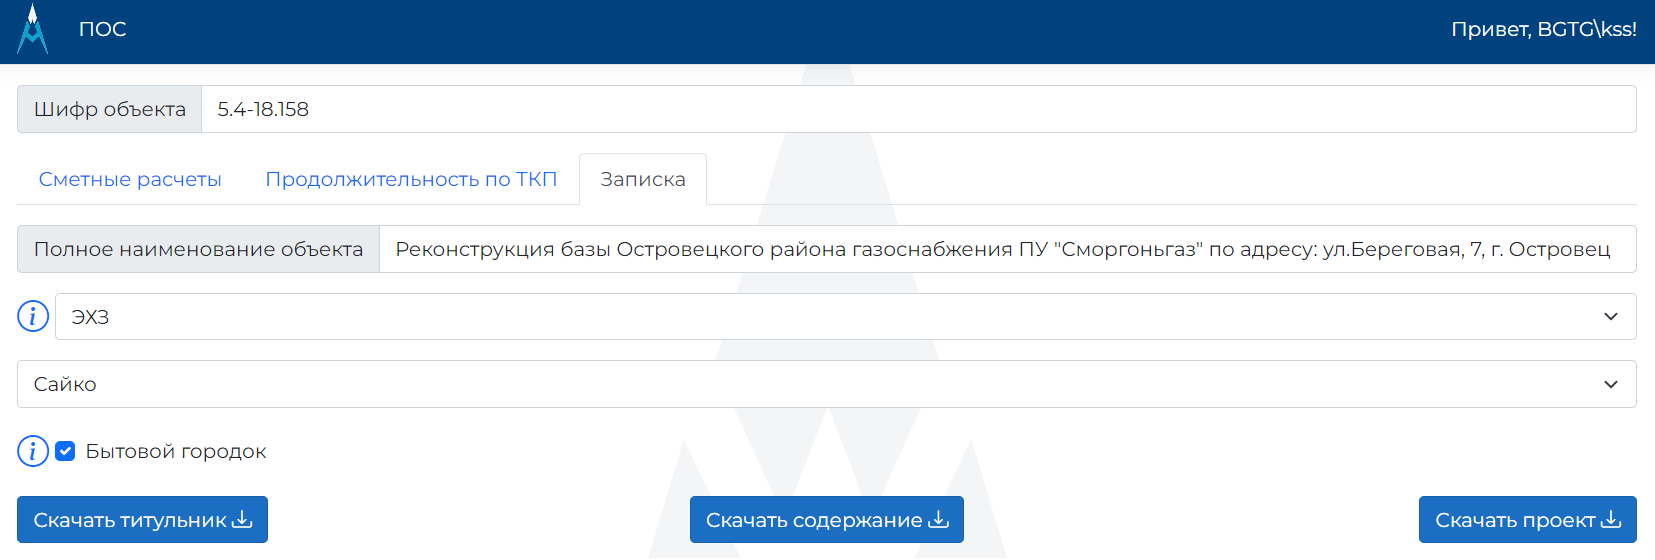 ПОС
Привет, BGTG\kss!
Шифр объекта 5.4-18.158
Сметные расчеты Продолжительность по ТКП Записка
Полное наименование объекта Реконструкция базы Островецкого района газоснабжения ПУ "Сморгоньгаз" по адресу: ул.Береговая, 7, г. Островец
ЭХЗ
Сайко
Бытовой городок
Скачать титульник Скачать содержание Скачать проект